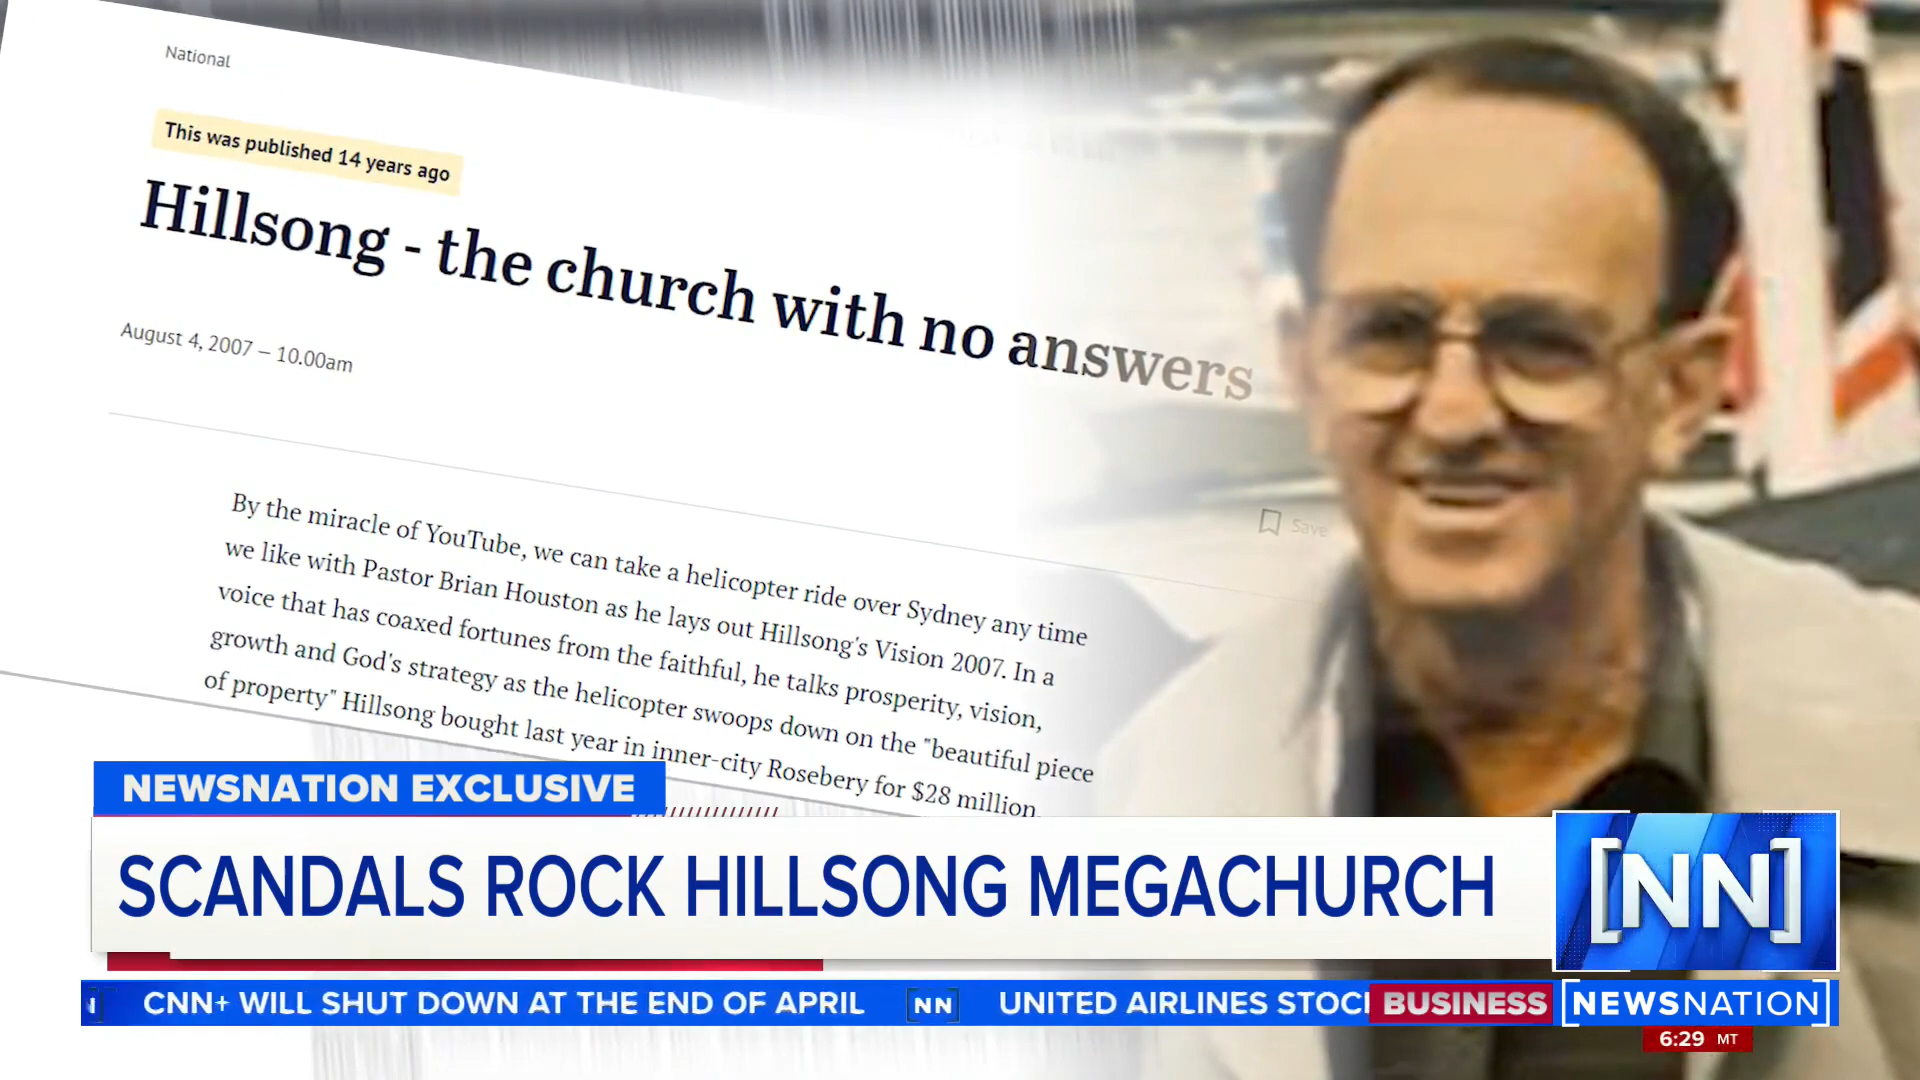 National
This was published 14 years ago
Hillsong - the church with no answers
August 4, 2007 – 10.00am
Save
By the miracle of YouTube, we can take a helicopter ride over Sydney any time
we like with Pastor Brian Houston as he lays out Hillsong's Vision 2007. In a
voice that has coaxed fortunes from the faithful, he talks prosperity, vision,
growth and God's strategy as the helicopter swoops down on the "beautiful piece
of property" Hillsong bought last year in inner-city Rosebery for $28 million.
NEWSNATION EXCLUSIVE
SCANDALS ROCK HILLSONG MEGACHURCH
[NN]
CNN+ WILL SHUT DOWN AT THE END OF APRIL [NN] UNITED AIRLINES STOC
BUSINESS
[NEWSNATION]
6:29 MT